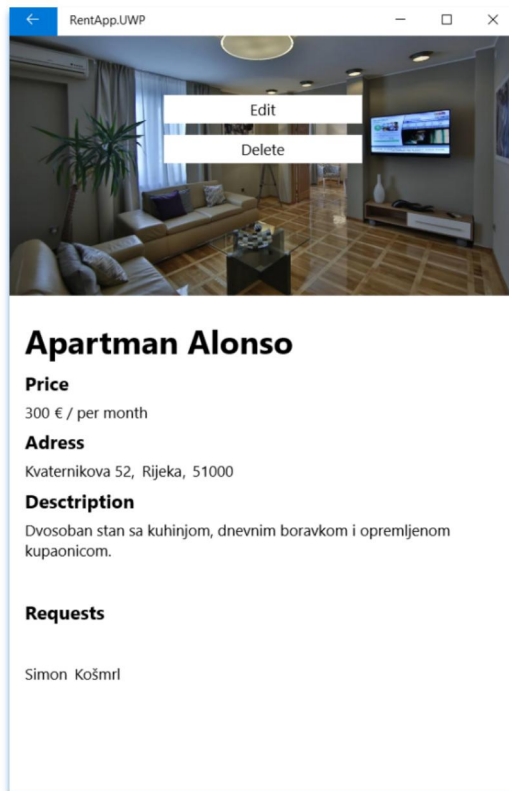 RentApp.UWP
Edit
Delete
Apartman Alonso
Price
300 € / per month
Adress
Kvaternikova 52, Rijeka, 51000
Desctription
Dvosoban stan sa kuhinjom, dnevnim boravkom i opremljenom
kupaonicom.
Requests
Simon Košmrl